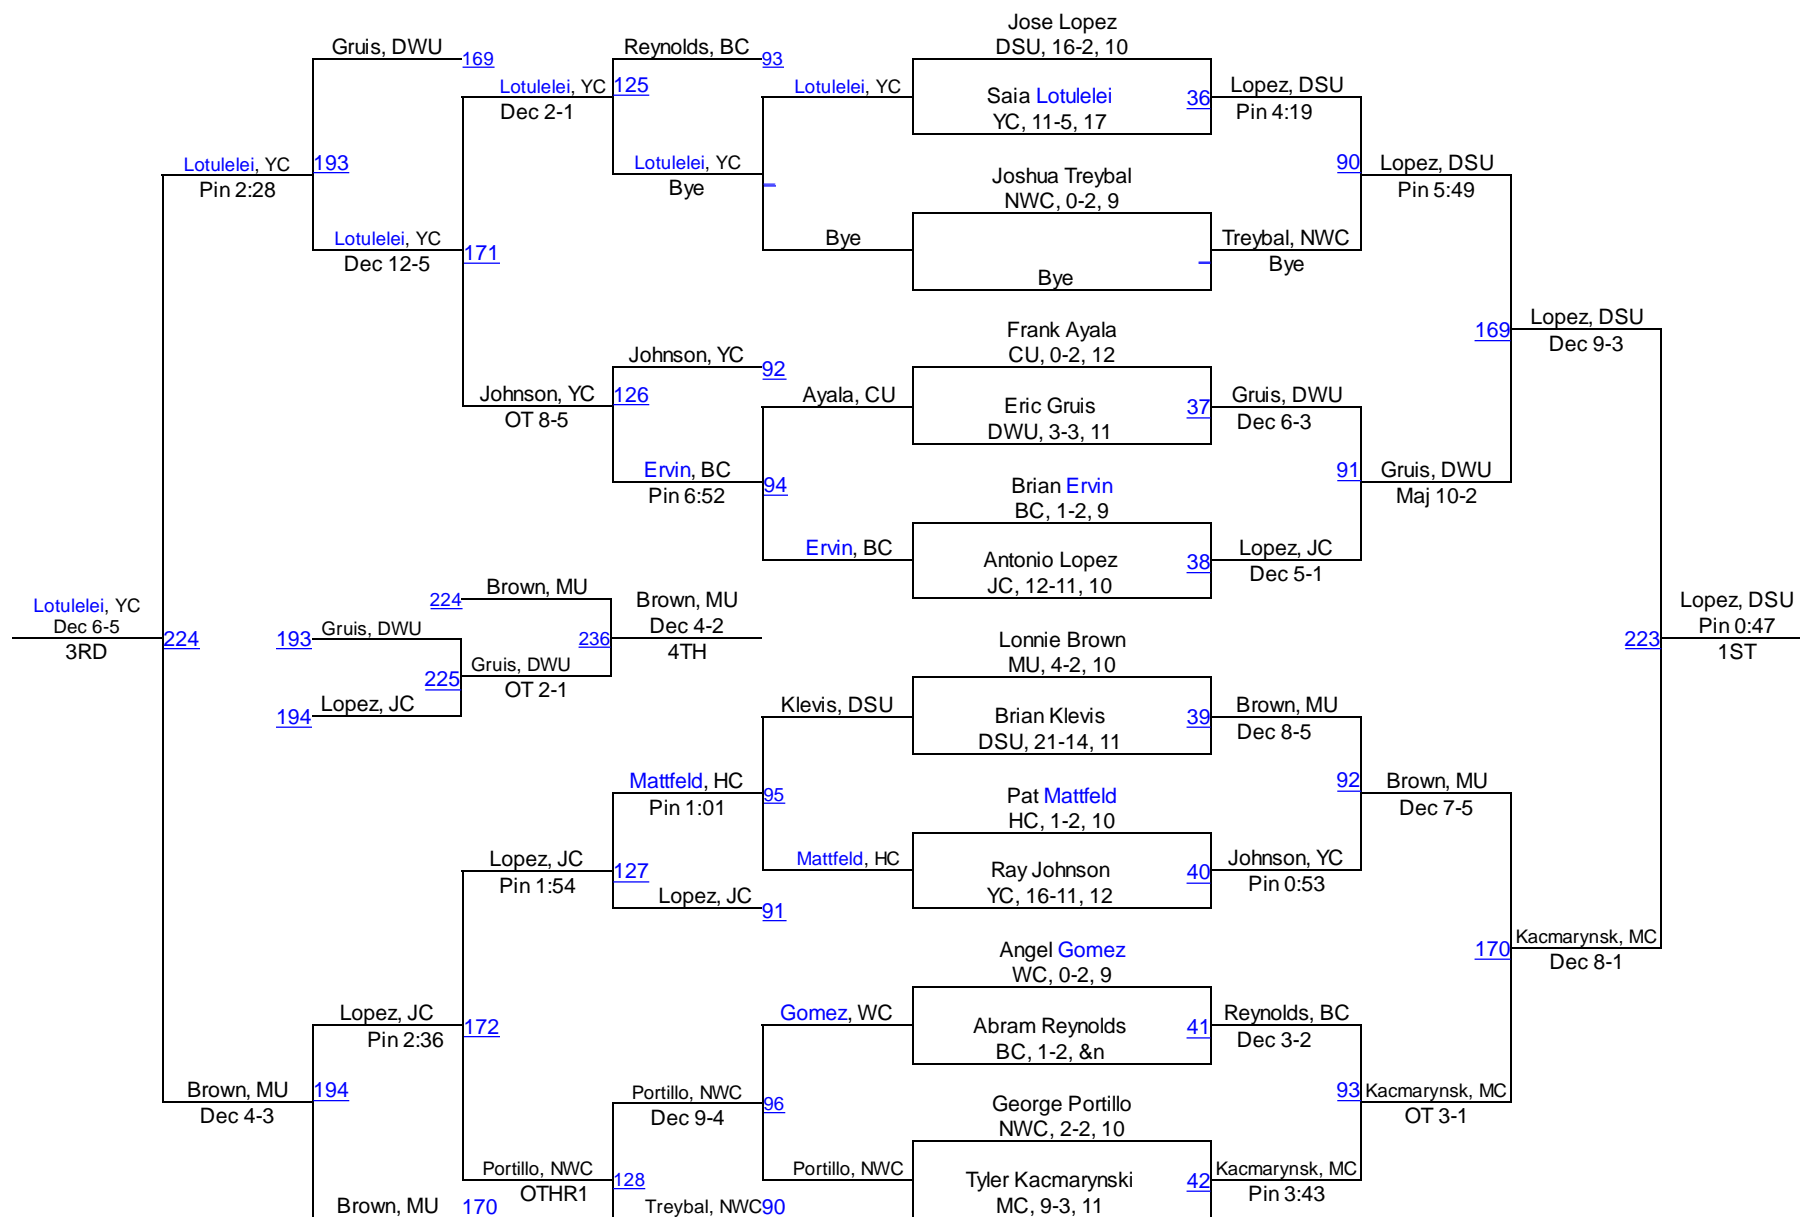 Jose Lopez
Gruis, DWU
169
Reynolds, BC
93
DSU, 16-2, 10
Lotulelei, YC
125
Dec 2-1
Lotulelei, YC
Saia Lotulelei
YC, 11-5, 17
36
Lopez, DSU
Pin 4:19
Lotulelei, YC
Pin 2:28
193
Lotulelei, YC
Bye
Joshua Treybal
NWC, 0-2, 9
90
Lopez, DSU
Pin 5:49
Lotulelei, YC
Dec 12-5
171
Bye
Bye
Treybal, NWC
Bye
Frank Ayala
CU, 0-2, 12
169
Lopez, DSU
Dec 9-3
Johnson, YC
92
Johnson, YC
OT 8-5
126
Ayala, CU
Eric Gruis
DWU, 3-3, 11
37
Gruis, DWU
Dec 6-3
Ervin, BC
Pin 6:52
94
Brian Ervin
BC, 1-2, 9
91
Gruis, DWU
Maj 10-2
Ervin, BC
Antonio Lopez
JC, 12-11, 10
38
Lopez, JC
Dec 5-1
Lotulelei, YC
Dec 6-5
3RD
224
224
Brown, MU
193
Gruis, DWU
236
Brown, MU
Dec 4-2
4TH
225
Gruis, DWU
OT 2-1
194
Lopez, JC
Lonnie Brown
MU, 4-2, 10
223
Lopez, DSU
Pin 0:47
1ST
Klevis, DSU
Brian Klevis
DSU, 21-14, 11
39
Brown, MU
Dec 8-5
Mattfeld, HC
Pin 1:01
95
Pat Mattfeld
HC, 1-2, 10
92
Brown, MU
Dec 7-5
Lopez, JC
Pin 1:54
127
Mattfeld, HC
Ray Johnson
YC, 16-11, 12
40
Johnson, YC
Pin 0:53
Lopez, JC
91
Angel Gomez
WC, 0-2, 9
170
Kacmarynsk, MC
Dec 8-1
Lopez, JC
Pin 2:36
172
Gomez, WC
Abram Reynolds
BC, 1-2, &n
41
Reynolds, BC
Dec 3-2
Brown, MU
Dec 4-3
194
Portillo, NWC
Dec 9-4
96
George Portillo
NWC, 2-2, 10
93
Kacmarynsk, MC
OT 3-1
Portillo, NWC
OTHR1
128
Portillo, NWC
Tyler Kacmarynski
MC, 9-3, 11
42
Kacmarynsk, MC
Pin 3:43
Brown, MU
170
Treybal, NWC
90